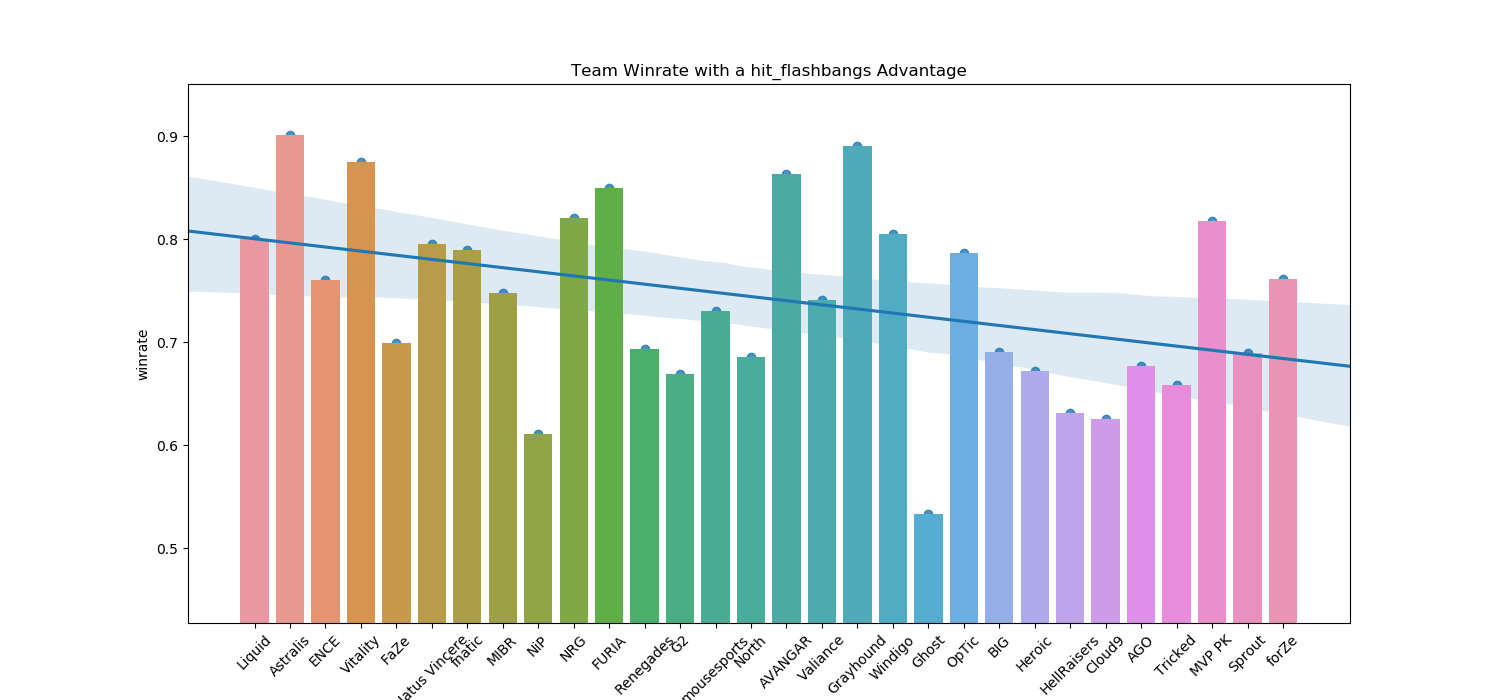 Team Winrate with a hit_flashbangs Advantage
winrate
0.9
0.8
0.7
0.6
0.5
Liquid
Astralis
ENCE
Vitality
FaZe
latus Vincere
fnatic
MIBR
NiP
NRG
FURIA
Renegades
G2
mousesports
North
AVANGAR
Valiance
Grayhound
Windigo
Ghost
OpTic
BIG
Heroic
HellRaisers
Cloud9
AGO
Tricked
MVP PK
Sprout
forZe